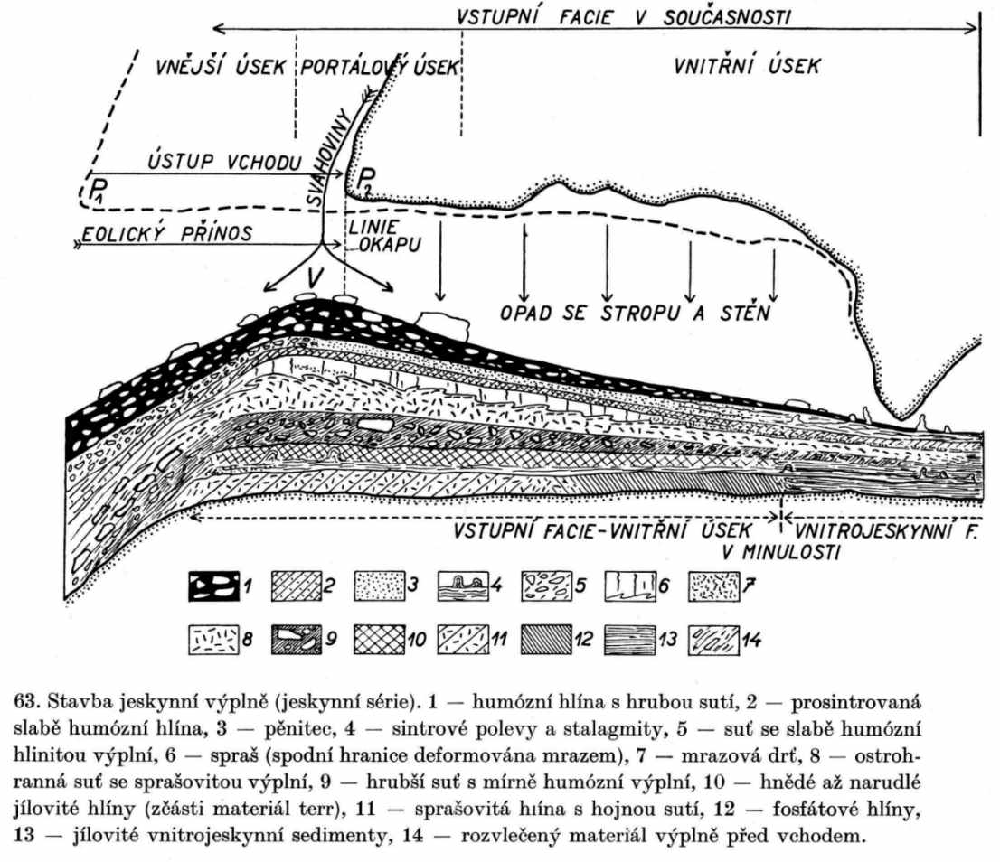 VSTUPNÍ FACIE V SOUČASNOSTI
VNĚJŠÍ ÚSEK
PORTÁLOVÝ ÚSEK
VNITŘNÍ ÚSEK
SVAHOVINY
ÚSTUP VCHODU
P1
P2
EOLICKÝ PŘÍNOS
LINIE
OKAPU
V
OPAD SE STROPU A STĚN
VSTUPNÍ FACIE-VNITŘNÍ ÚSEK
V MINULOSTI
VNITROJESKYNNÍ F.
1 2 3 4 5 6 7
8 9 10 11 12 13 14
63. Stavba jeskynní výplně (jeskynní série). 1 — humózní hlína s hrubou sutí, 2 — prosintrovaná
slabě humózní hlína, 3 — pěnitec, 4 — sintrové polevy a stalagmity, 5 — suť se slabě humózní
hlinitou výplní, 6 — spraš (spodní hranice deformována mrazem), 7 — mrazová drť, 8 — ostroh-
ranná suť se sprašovitou výplní, 9 — hrubší suť s mírně humózní výplní, 10 — hnědé až narudlé
jílovité hlíny (zčásti materiál terr), 11 — sprašovitá hlína s hojnou sutí, 12 — fosfátové hlíny,
13 — jílovité vnitrojeskynní sedimenty, 14 — rozvlečený materiál výplně před vchodem.